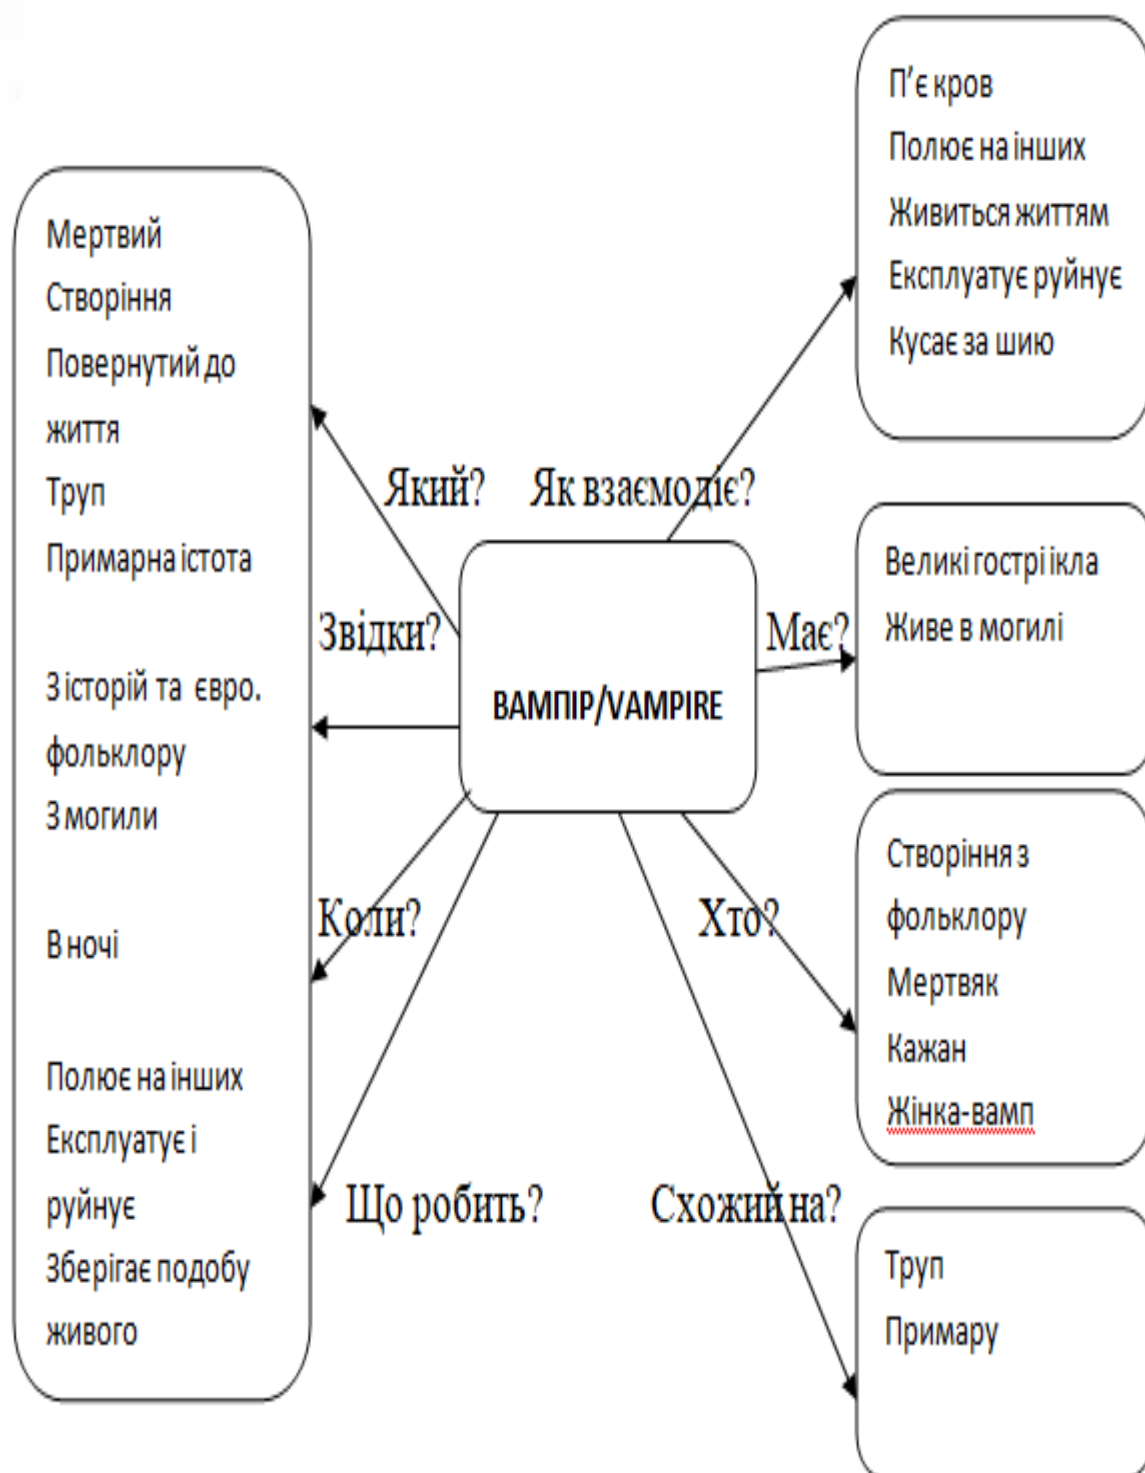 Мертвий
Створіння
Повернутий до
життя
Труп
Примарна істота
З історій та євро.
фольклору
З могили
В ночі
Полює на інших
Експлуатує і
руйнує
Зберігає подобу
живого
Який?
Як взаємодіє?
Звідки?
Має?
ВАМПІР/VAMPIRE
Коли?
Хто?
Що робить?
Схожий на?
П’є кров
Полює на інших
Живиться життям
Експлуатує руйнує
Кусає за шию
Великі гострі ікла
Живе в могилі
Створіння з
фольклору
Мертвяк
Кажан
Жінка-вамп
Труп
Примару